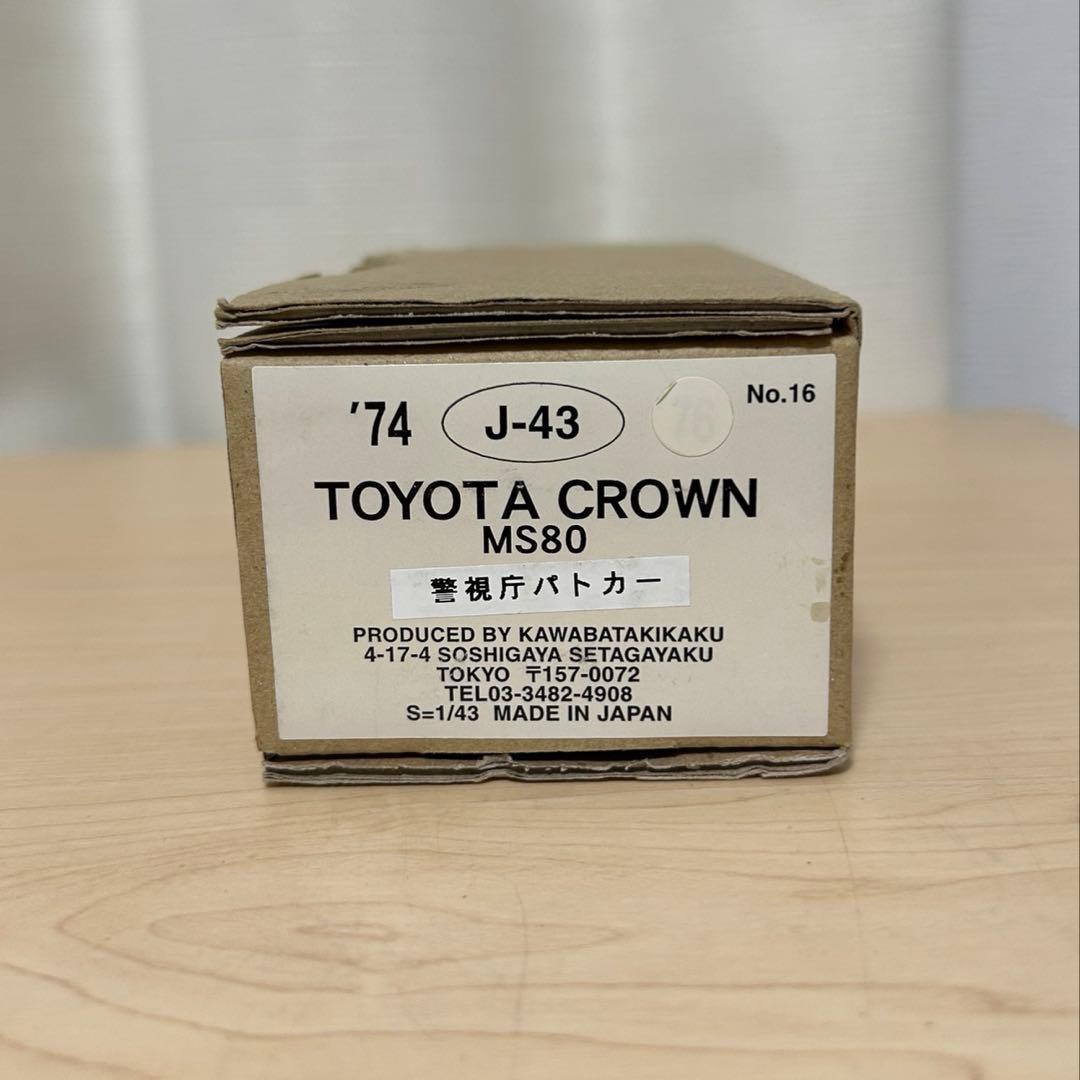 '74 J-43 76 No.16
TOYOTA CROWN
MS80
警視庁パトカー
PRODUCED BY KAWABATAKIKAKU
4-17-4 SOSHIGAYA SETAGAYAKU
TOKYO 〒157-0072
TEL03-3482-4908
S=1/43 MADE IN JAPAN